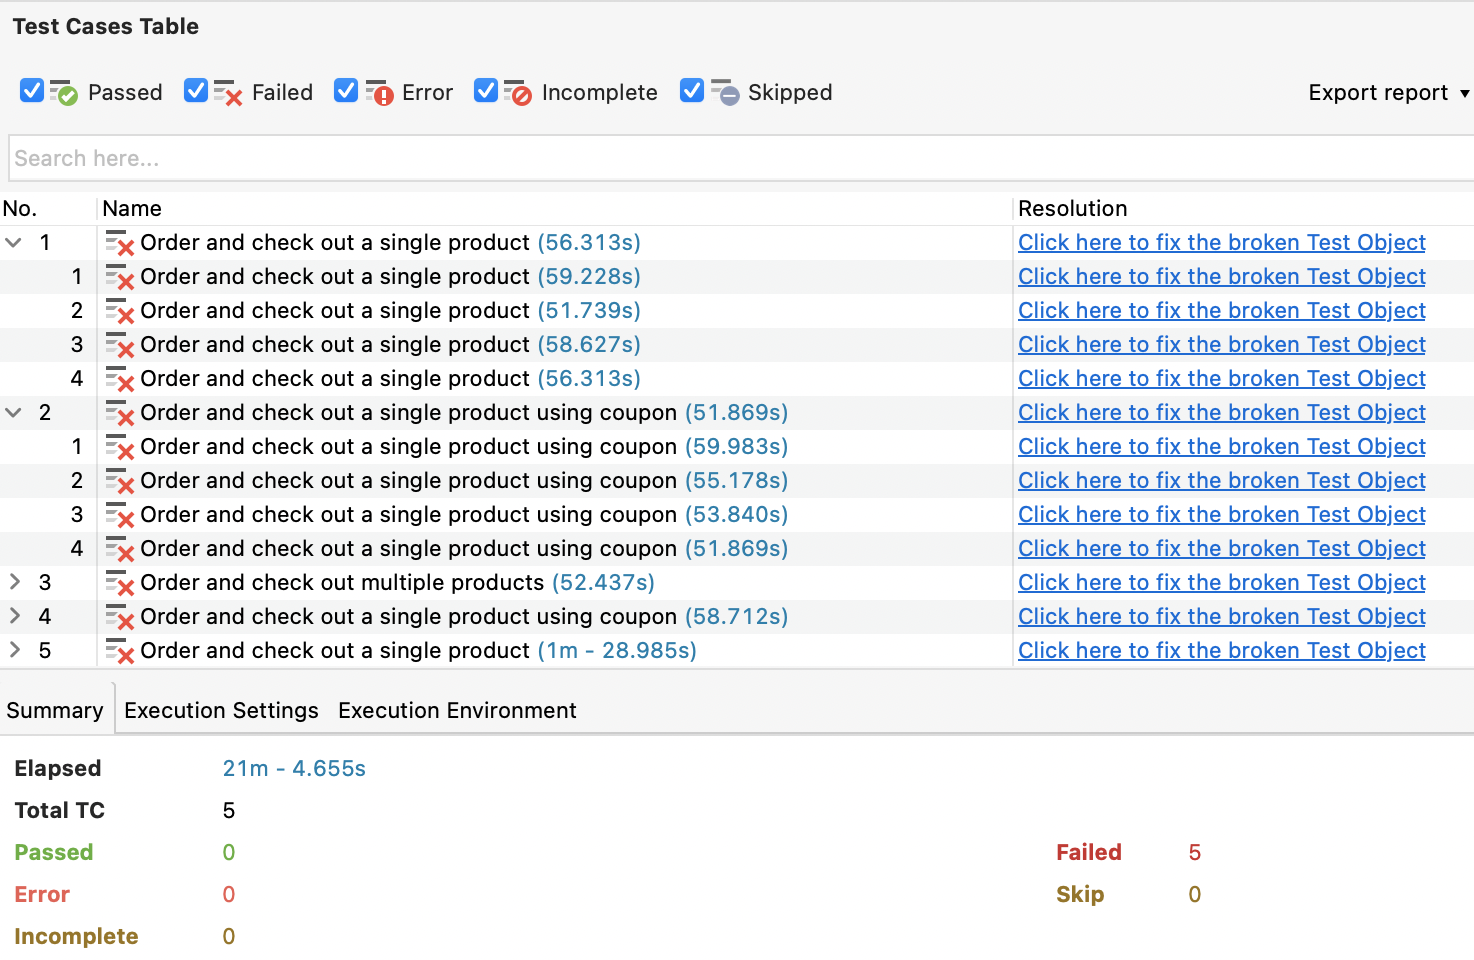 Test Cases Table
Passed Failed Error Incomplete Skipped Export report
Search here...
No. Name Resolution
1 Order and check out a single product (56.313s) Click here to fix the broken Test Object
1 Order and check out a single product (59.228s) Click here to fix the broken Test Object
2 Order and check out a single product (51.739s) Click here to fix the broken Test Object
3 Order and check out a single product (58.627s) Click here to fix the broken Test Object
4 Order and check out a single product (56.313s) Click here to fix the broken Test Object
2 Order and check out a single product using coupon (51.869s) Click here to fix the broken Test Object
1 Order and check out a single product using coupon (59.983s) Click here to fix the broken Test Object
2 Order and check out a single product using coupon (55.178s) Click here to fix the broken Test Object
3 Order and check out a single product using coupon (53.840s) Click here to fix the broken Test Object
4 Order and check out a single product using coupon (51.869s) Click here to fix the broken Test Object
3 Order and check out multiple products (52.437s) Click here to fix the broken Test Object
4 Order and check out a single product using coupon (58.712s) Click here to fix the broken Test Object
5 Order and check out a single product (1m - 28.985s) Click here to fix the broken Test Object
Summary Execution Settings Execution Environment
Elapsed 21m - 4.655s
Total TC 5
Passed 0 Failed 5
Error 0 Skip 0
Incomplete 0